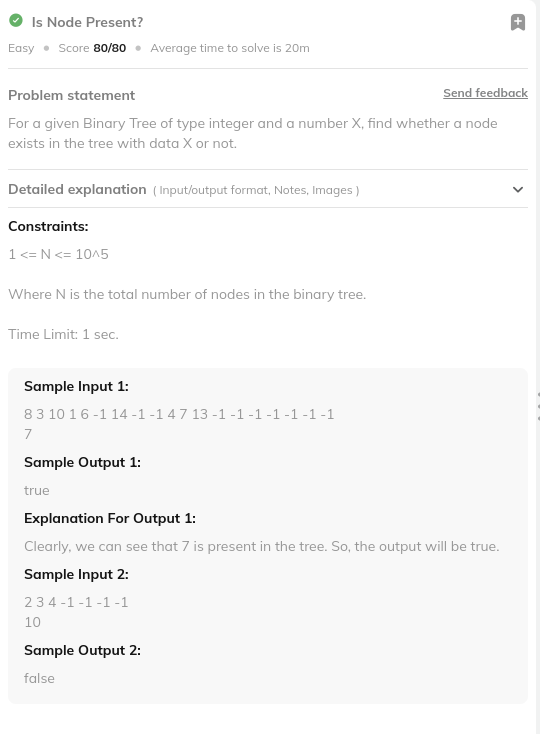 Is Node Present?
Easy • Score 80/80 • Average time to solve is 20m
Problem statement
Send feedback
For a given Binary Tree of type integer and a number X, find whether a node
exists in the tree with data X or not.
Detailed explanation ( Input/output format, Notes, Images )
Constraints:
1 <= N <= 10^5
Where N is the total number of nodes in the binary tree.
Time Limit: 1 sec.
Sample Input 1:
8 3 10 1 6 -1 14 -1 -1 4 7 13 -1 -1 -1 -1 -1 -1 -1
7
Sample Output 1:
true
Explanation For Output 1:
Clearly, we can see that 7 is present in the tree. So, the output will be true.
Sample Input 2:
2 3 4 -1 -1 -1 -1
10
Sample Output 2:
false